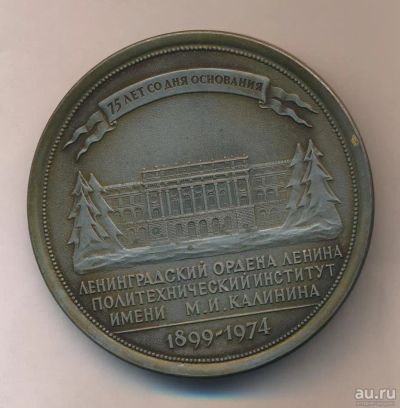 75 ЛЕТ СО ДНЯ ОСНОВАНИЯ
ЛЕНИНГРАДСКИЙ ОРДЕНА ЛЕНИНА
ПОЛИТЕХНИЧЕСКИЙ ИНСТИТУТ
ИМЕНИ М.И.КАЛИНИНА
1899-1974
au.ru